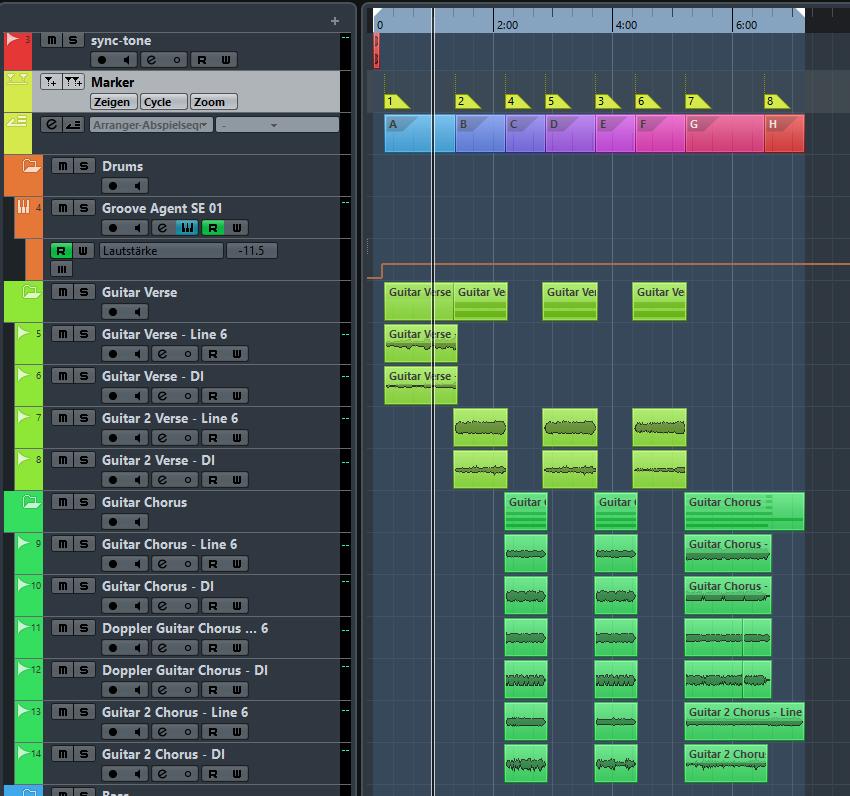 +
0 2:00 4:00 6:00
3 m S sync-tone
e R W
Marker
Zeigen Cycle Zoom
1 2 4 5 3 6 7 8
e Arranger-Abspielseq -
A B C D E F G H
m S Drums
4 m S Groove Agent SE 01
e R W
R W Lautstärke -11.5
m S Guitar Verse
Guitar Verse Guitar Ve Guitar Ver Guitar Ve
5 m S Guitar Verse - Line 6
e R W
Guitar Verse -
6 m S Guitar Verse - DI
e R W
Guitar Verse -
7 m S Guitar 2 Verse - Line 6
e R W
8 m S Guitar 2 Verse - DI
e R W
m S Guitar Chorus
Guitar Guitar Guitar Chorus
9 m S Guitar Chorus - Line 6
e R W
Guitar Chorus -
10 m S Guitar Chorus - DI
e R W
Guitar Chorus -
11 m S Doppler Guitar Chorus ... 6
e R W
12 m S Doppler Guitar Chorus - DI
e R W
13 m S Guitar 2 Chorus - Line 6
e R W
Guitar 2 Chorus - Line
14 m S Guitar 2 Chorus - DI
e R W
Guitar 2 Choru
m S Bass